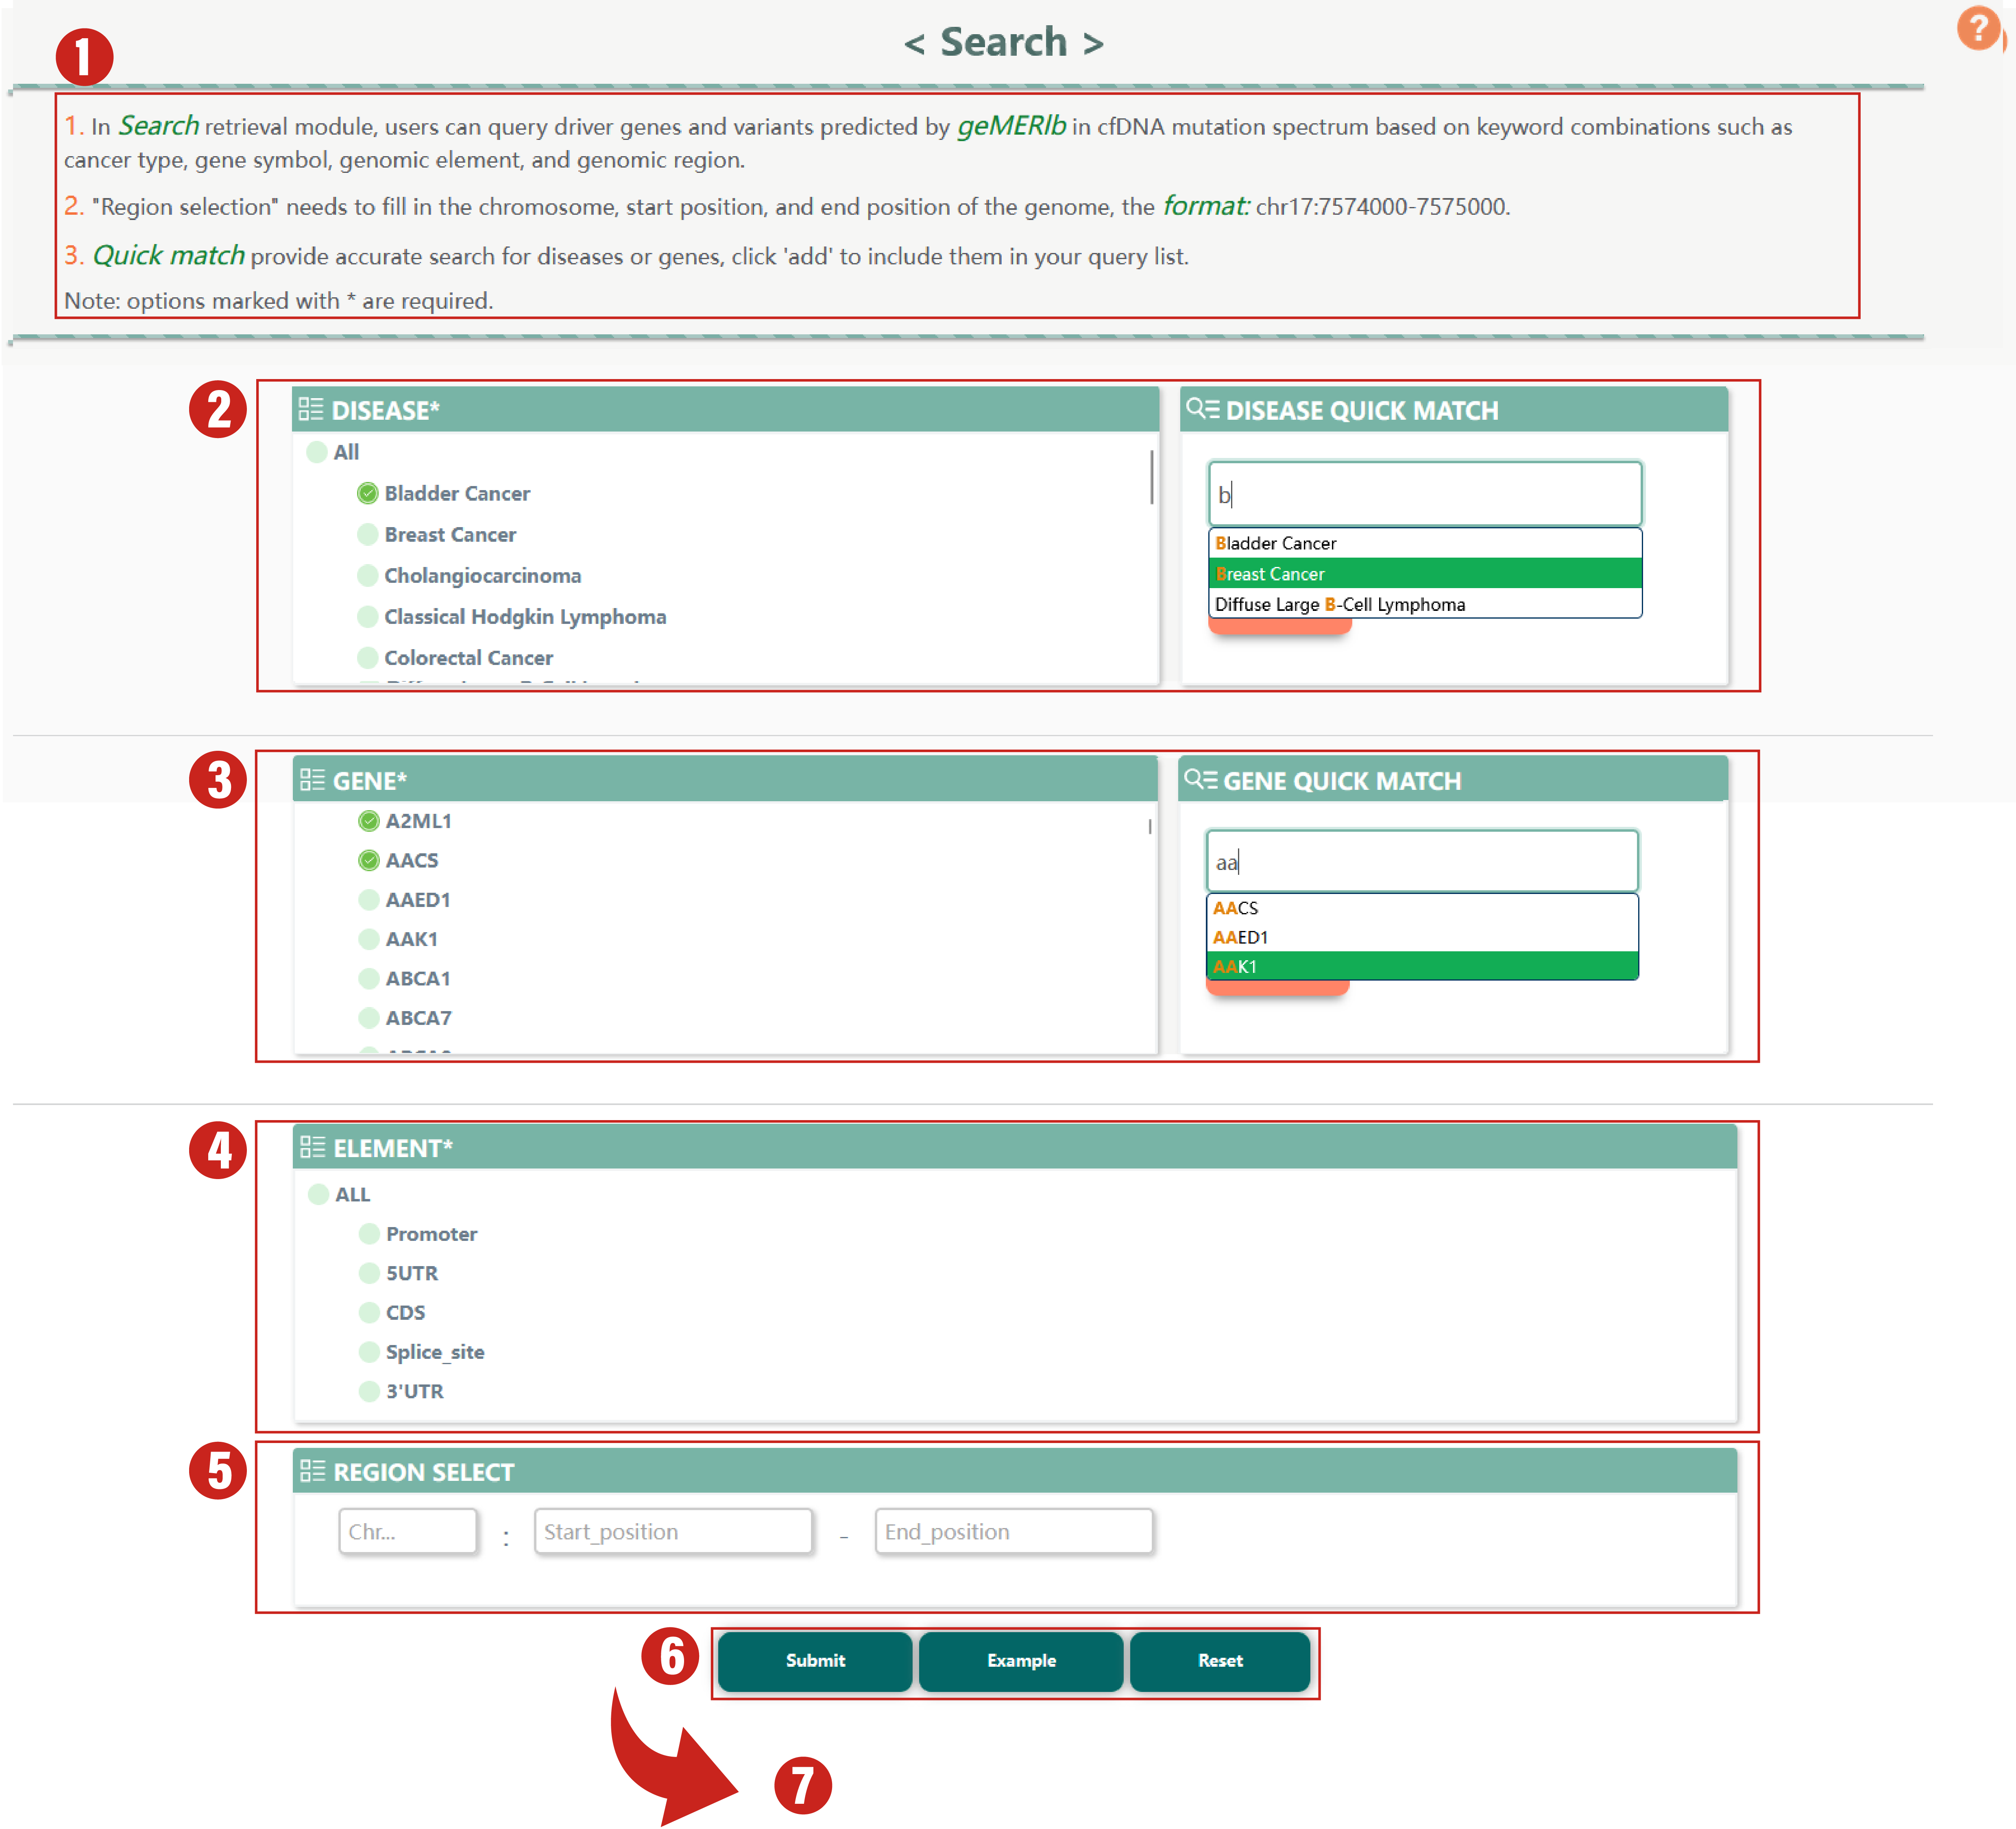 < Search >
?
1
1. In Search retrieval module, users can query driver genes and variants predicted by geMERlb in cfDNA mutation spectrum based on keyword combinations such as
cancer type, gene symbol, genomic element, and genomic region.
2. "Region selection" needs to fill in the chromosome, start position, and end position of the genome, the format: chr17:7574000-7575000.
3. Quick match provide accurate search for diseases or genes, click 'add' to include them in your query list.
Note: options marked with * are required.
2
DISEASE*
All
Bladder Cancer
Breast Cancer
Cholangiocarcinoma
Classical Hodgkin Lymphoma
Colorectal Cancer
DISEASE QUICK MATCH
b
Bladder Cancer
Breast Cancer
Diffuse Large B-Cell Lymphoma
3
GENE*
A2ML1
AACS
AAED1
AAK1
ABCA1
ABCA7
GENE QUICK MATCH
aa
AACS
AAED1
AAK1
4
ELEMENT*
ALL
Promoter
5UTR
CDS
Splice_site
3'UTR
5
REGION SELECT
Chr... : Start_position - End_position
6
Submit Example Reset
7